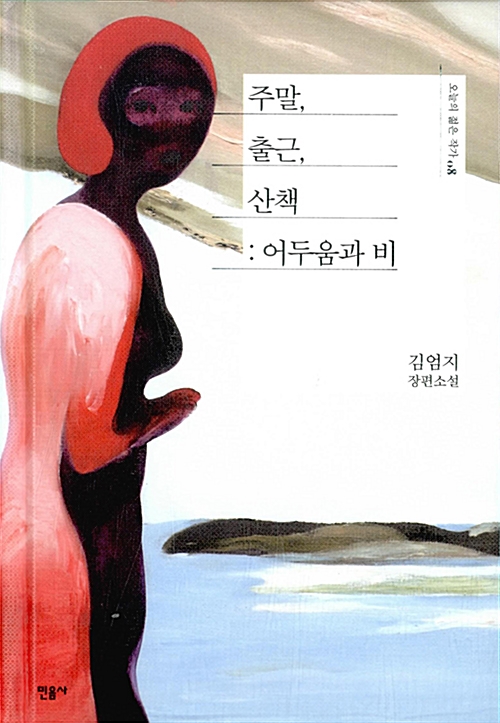 주말,
출근,
산책
: 어두움과 비
오늘의 젊은 작가 08
김엄지
장편소설
민음사